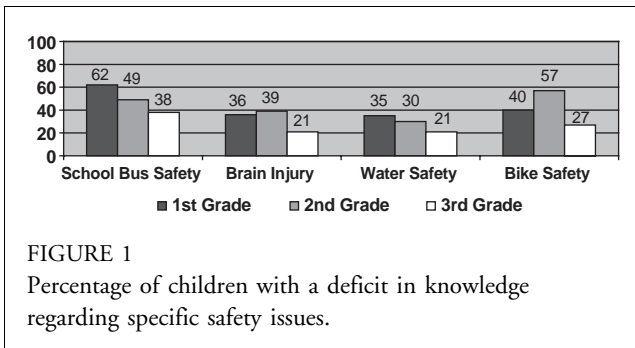 100
80
60
40
20
0
62 49 38 36 39 21 35 30 21 40 57 27
School Bus Safety Brain Injury Water Safety Bike Safety
1st Grade 2nd Grade 3rd Grade
FIGURE 1
Percentage of children with a deficit in knowledge
regarding specific safety issues.